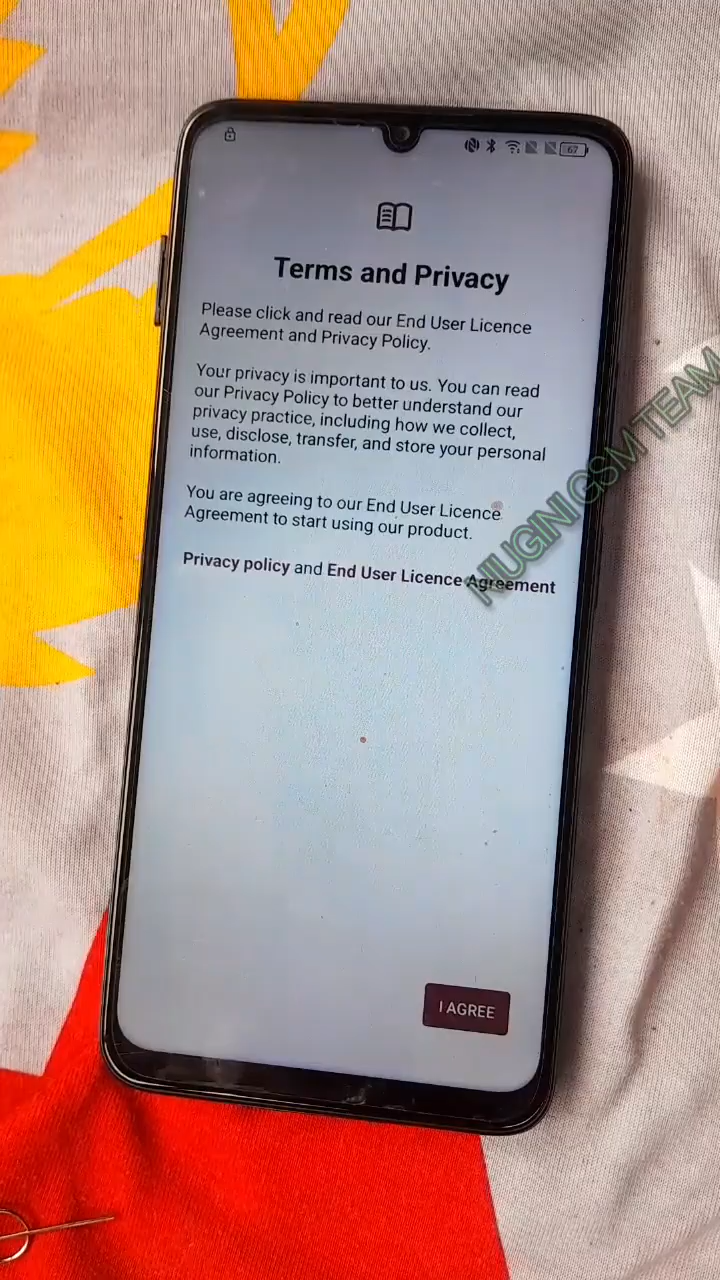 67
Terms and Privacy
Please click and read our End User Licence
Agreement and Privacy Policy.
Your privacy is important to us. You can read
our Privacy Policy to better understand our
privacy practice, including how we collect,
use, disclose, transfer, and store your personal
information.
You are agreeing to our End User Licence
Agreement to start using our product.
Privacy policy and End User Licence Agreement
I AGREE
NIUGINI GSM TEAM